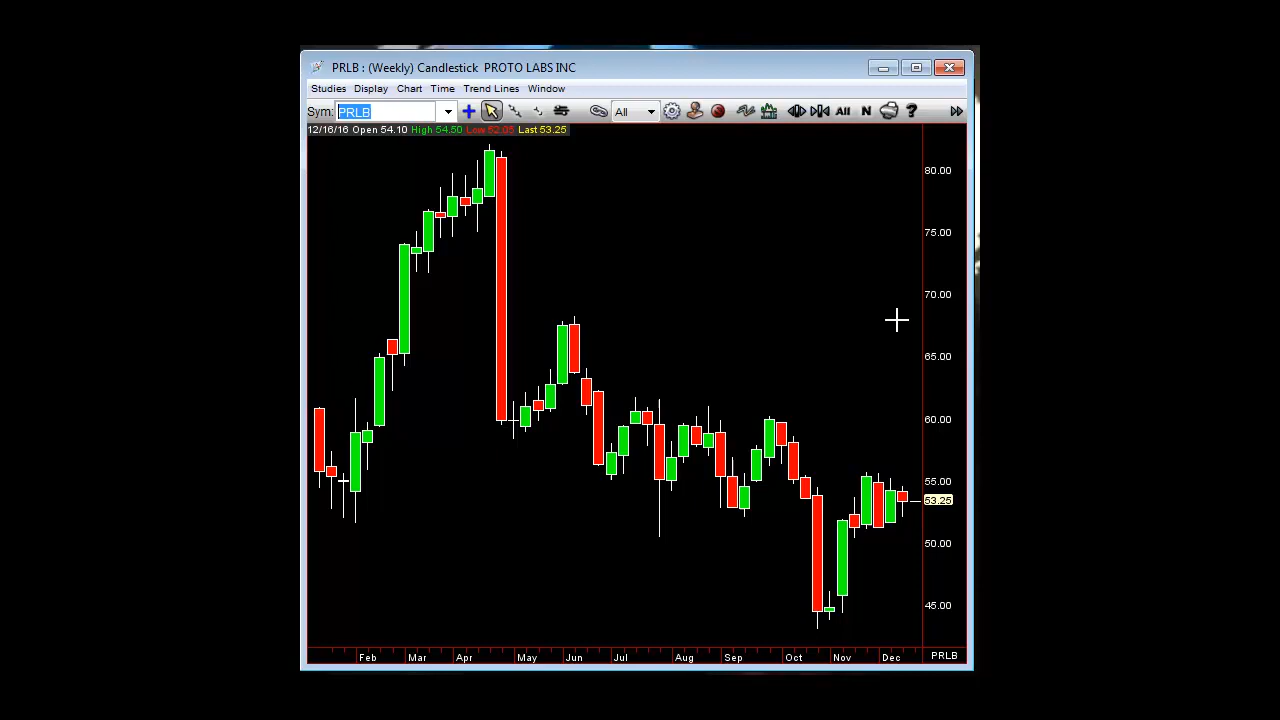 PRLB : (Weekly) Candlestick PROTO LABS INC
Studies Display Chart Time Trend Lines Window
Sym: PRLB All All N ?
12/16/16 Open 54.10 High 54.50 Low 52.05 Last 53.25
80.00
75.00
70.00
65.00
60.00
55.00
53.25
50.00
45.00
Feb Mar Apr May Jun Jul Aug Sep Oct Nov Dec PRLB